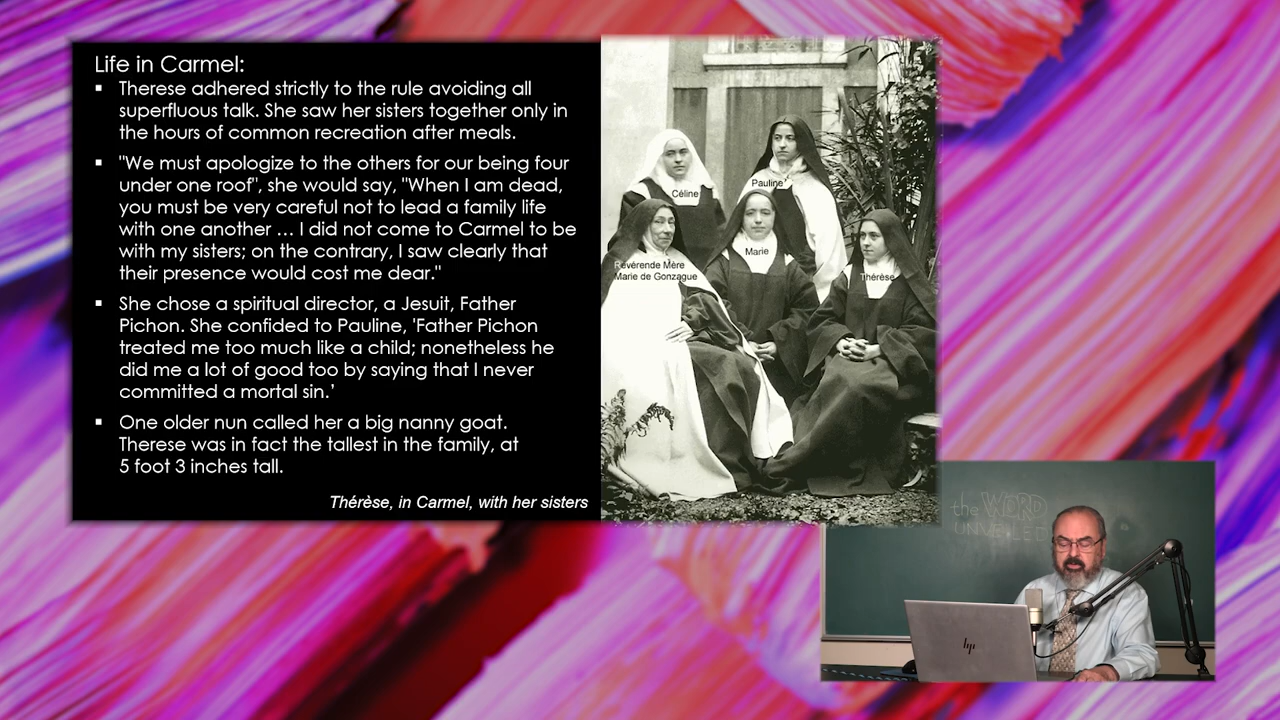 Life in Carmel:
▪ Therese adhered strictly to the rule avoiding all
superfluous talk. She saw her sisters together only in
the hours of common recreation after meals.
▪ "We must apologize to the others for our being four
under one roof", she would say, "When I am dead,
you must be very careful not to lead a family life
with one another … I did not come to Carmel to be
with my sisters; on the contrary, I saw clearly that
their presence would cost me dear."
▪ She chose a spiritual director, a Jesuit, Father
Pichon. She confided to Pauline, 'Father Pichon
treated me too much like a child; nonetheless he
did me a lot of good too by saying that I never
committed a mortal sin.’
▪ One older nun called her a big nanny goat.
Therese was in fact the tallest in the family, at
5 foot 3 inches tall.
Thérèse, in Carmel, with her sisters
Céline
Pauline
Marie
evérende Mère
Marie de Gonzague
hérèse
the WORD
UNVEILED
hp